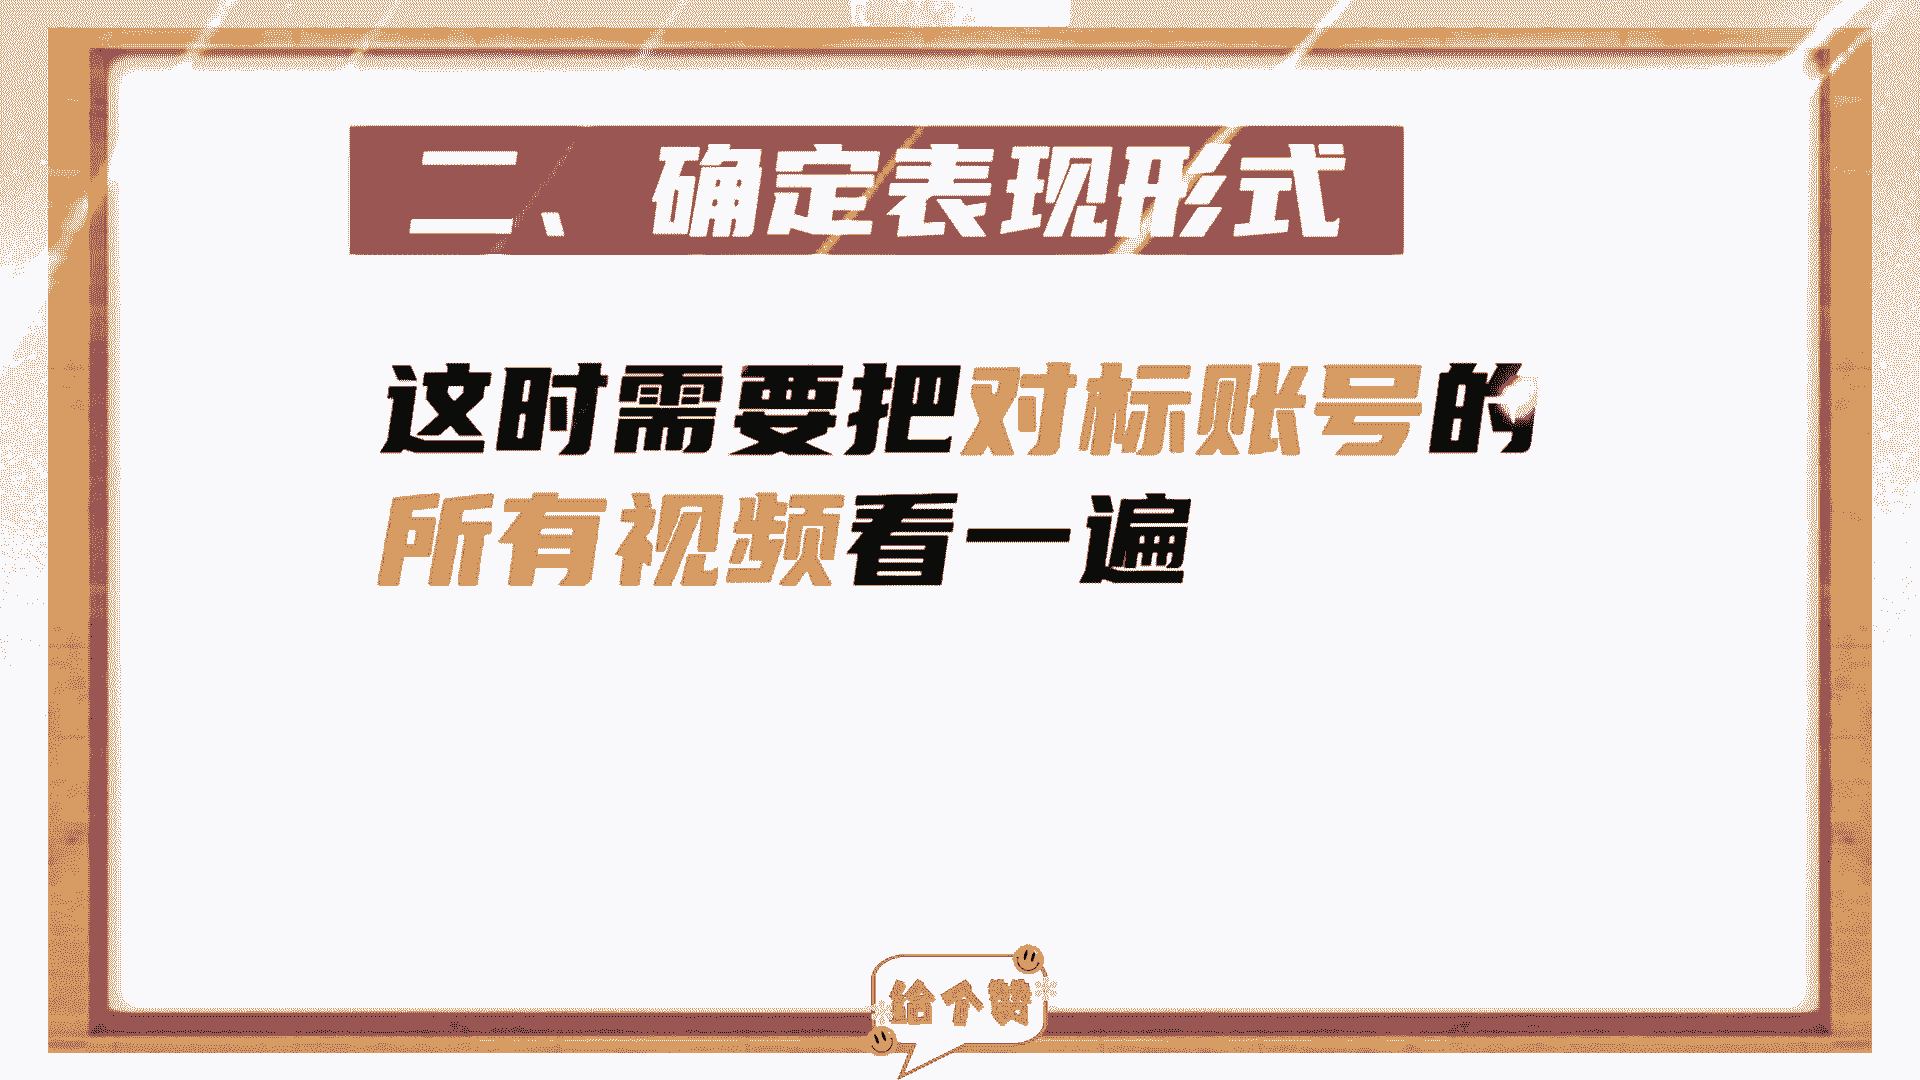 二、确定表现形式
这时需要把对标账号的
所有视频看一遍
给个赞